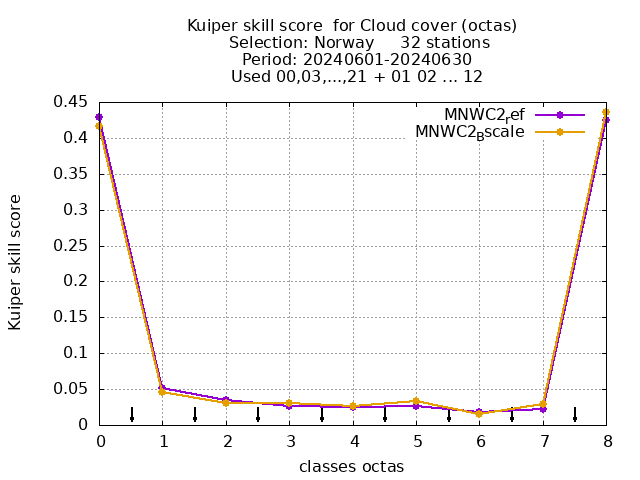 Kuiper skill score  for Cloud cover (octas)
Selection: Norway     32 stations
Period: 20240601-20240630
Used 00,03,...,21 + 01 02 ... 12
MNWC2ref
MNWC2Bscale
0.45
0.4
0.35
0.3
0.25
0.2
0.15
0.1
0.05
0
Kuiper skill score
0 1 2 3 4 5 6 7 8
classes octas